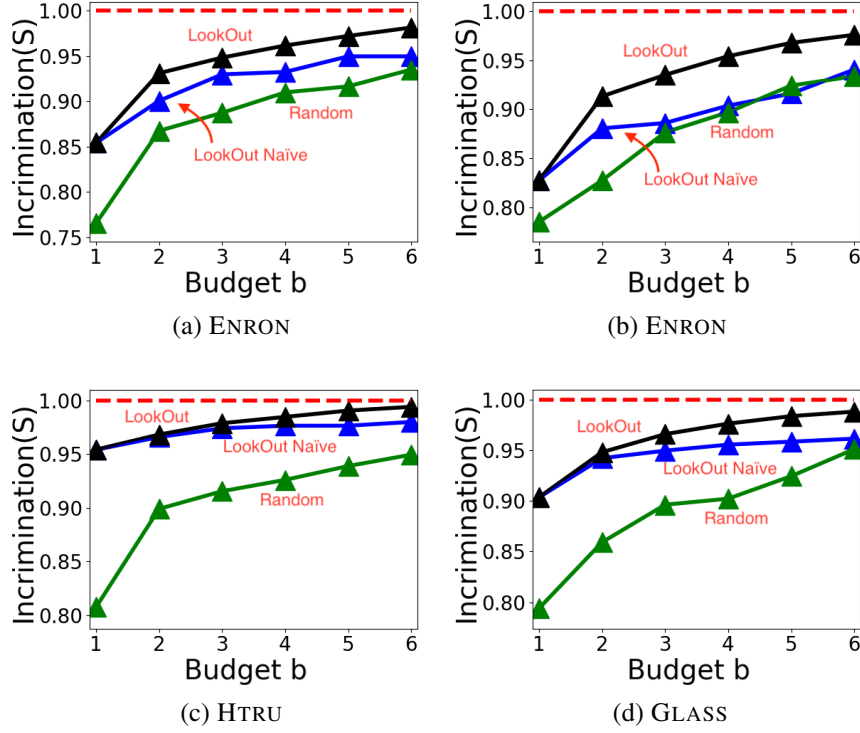 1.00
0.95
0.90
0.85
0.80
0.75
Incrimination(S)
LookOut
Random
LookOut Naïve
1 2 3 4 5 6
Budget b
(a) ENRON
1.00
0.95
0.90
0.85
0.80
Incrimination(S)
LookOut
Random
LookOut Naïve
1 2 3 4 5 6
Budget b
(b) ENRON
1.00
0.95
0.90
0.85
0.80
Incrimination(S)
LookOut
LookOut Naïve
Random
1 2 3 4 5 6
Budget b
(c) HTRU
1.00
0.95
0.90
0.85
0.80
Incrimination(S)
LookOut
LookOut Naïve
Random
1 2 3 4 5 6
Budget b
(d) GLASS